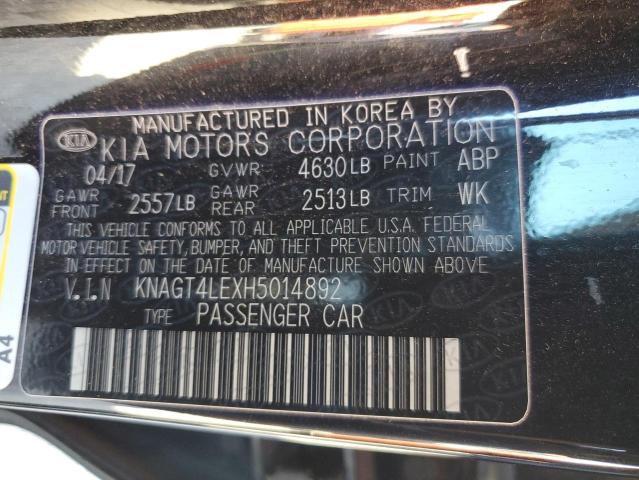 MANUFACTURED IN KOREA BY
KIA KIA MOTORS CORPORATION
04/17 GVWR 4630LB PAINT ABP
GAWR FRONT 2557LB GAWR REAR 2513LB TRIM WK
THIS VEHICLE CONFORMS TO ALL APPLICABLE U.S.A. FEDERAL
MOTOR VEHICLE SAFETY, BUMPER, AND THEFT PREVENTION STANDARDS
IN EFFECT ON THE DATE OF MANUFACTURE SHOWN ABOVE.
V.I.N KNAGT4LEXH5014892
TYPE PASSENGER CAR
A4